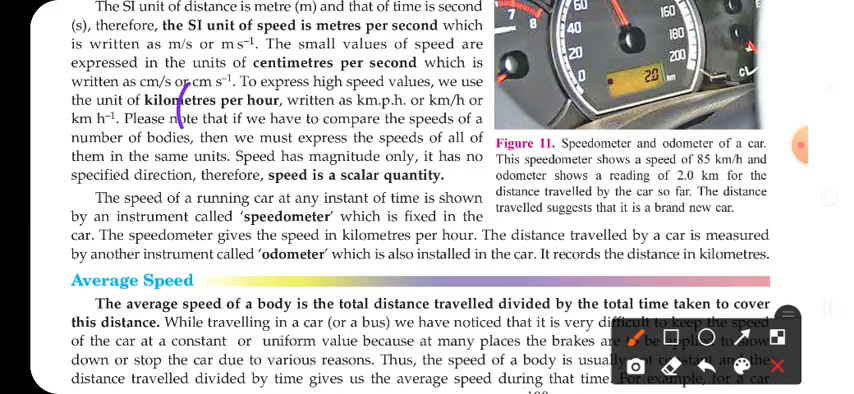 The SI unit of distance is metre (m) and that of time is second
(s), therefore, the SI unit of speed is metres per second which
is written as m/s or m s⁻¹. The small values of speed are
expressed in the units of centimetres per second which is
written as cm/s or cm s⁻¹. To express high speed values, we use
the unit of kilometres per hour, written as km.p.h. or km/h or
km h⁻¹. Please note that if we have to compare the speeds of a
number of bodies, then we must express the speeds of all of
them in the same units. Speed has magnitude only, it has no
specified direction, therefore, speed is a scalar quantity.
The speed of a running car at any instant of time is shown
by an instrument called 'speedometer' which is fixed in the
car. The speedometer gives the speed in kilometres per hour. The distance travelled by a car is measured
by another instrument called 'odometer' which is also installed in the car. It records the distance in kilometres.
7 8
60
40
20
0
160
180
200
2.0 km
Figure 11. Speedometer and odometer of a car.
This speedometer shows a speed of 85 km/h and
odometer shows a reading of 2.0 km for the
distance travelled by the car so far. The distance
travelled suggests that it is a brand new car.
Average Speed
The average speed of a body is the total distance travelled divided by the total time taken to cover
this distance. While travelling in a car (or a bus) we have noticed that it is very difficult to keep the speed
of the car at a constant or uniform value because at many places the brakes are to be applied to slow
down or stop the car due to various reasons. Thus, the speed of a body is usually not constant and the
distance travelled divided by time gives us the average speed during that time. For example, for a car